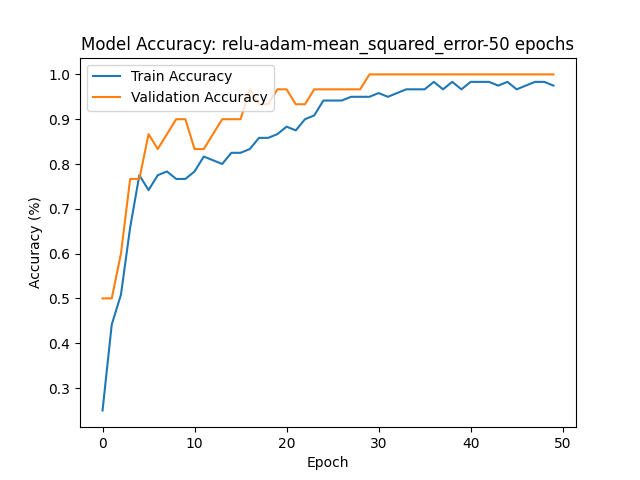 Model Accuracy: relu-adam-mean_squared_error-50 epochs
Train Accuracy
Validation Accuracy
Accuracy (%)
1.0
0.9
0.8
0.7
0.6
0.5
0.4
0.3
0 10 20 30 40 50
Epoch